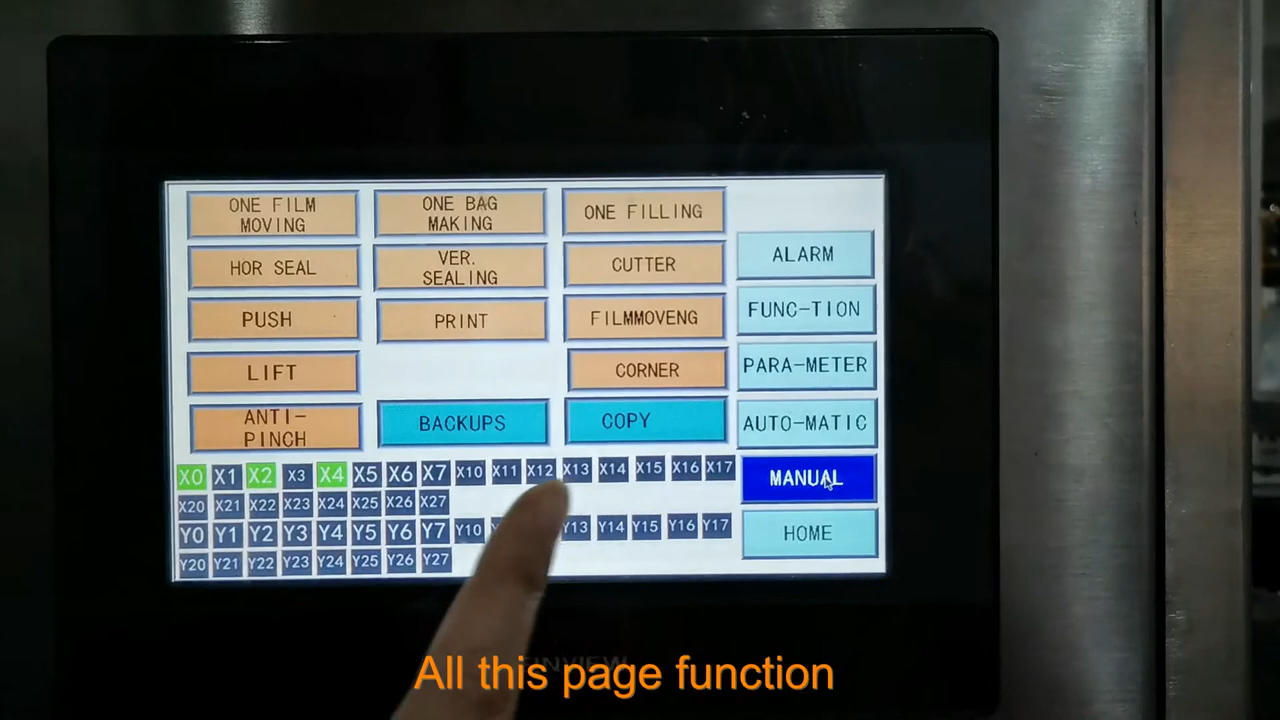 ONE FILM
MOVING
ONE BAG
MAKING
ONE FILLING
HOR SEAL
VER.
SEALING
CUTTER
PUSH
PRINT
FILMMOVENG
LIFT
CORNER
ANTI-
PINCH
BACKUPS
COPY
ALARM
FUNC-TION
PARA-METER
AUTO-MATIC
MANUAL
HOME
X0 X1 X2 X3 X4 X5 X6 X7 X10 X11 X12 X13 X14 X15 X16 X17
X20 X21 X22 X23 X24 X25 X26 X27
Y0 Y1 Y2 Y3 Y4 Y5 Y6 Y7 Y10 Y13 Y14 Y15 Y16 Y17
Y20 Y21 Y22 Y23 Y24 Y25 Y26 Y27
All this page function